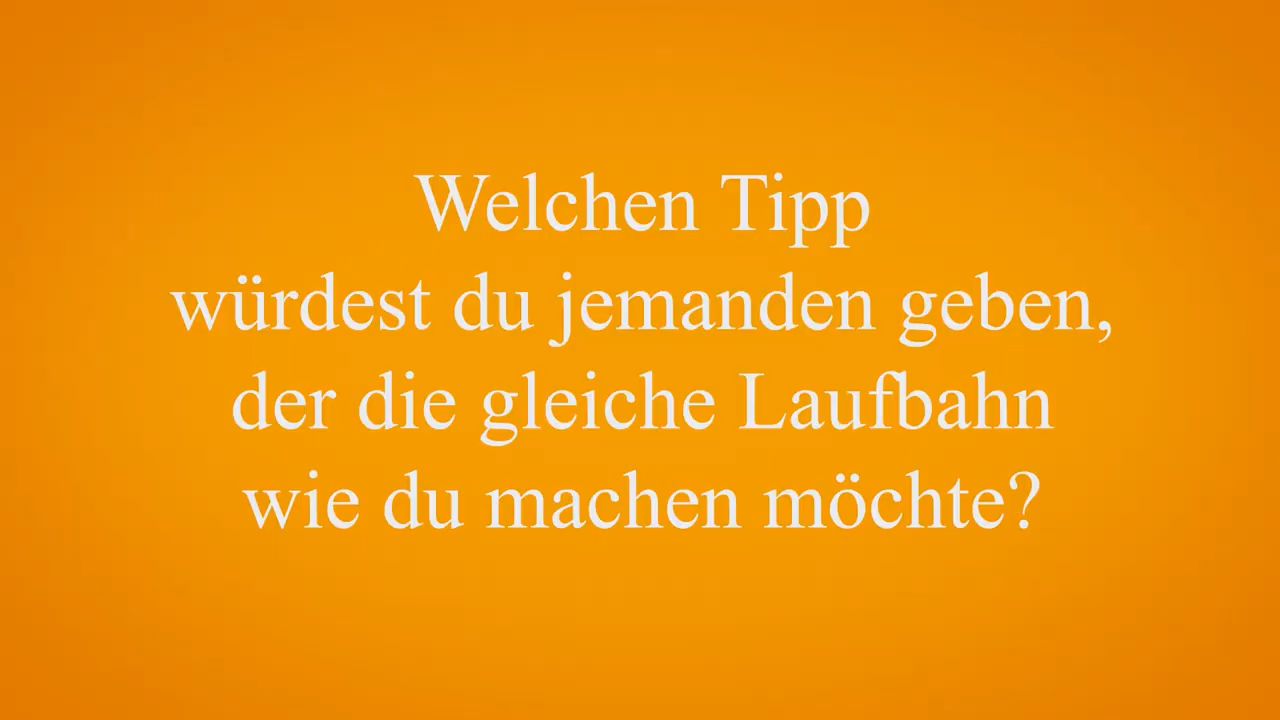 Welchen Tipp
würdest du jemanden geben,
der die gleiche Laufbahn
wie du machen möchte?